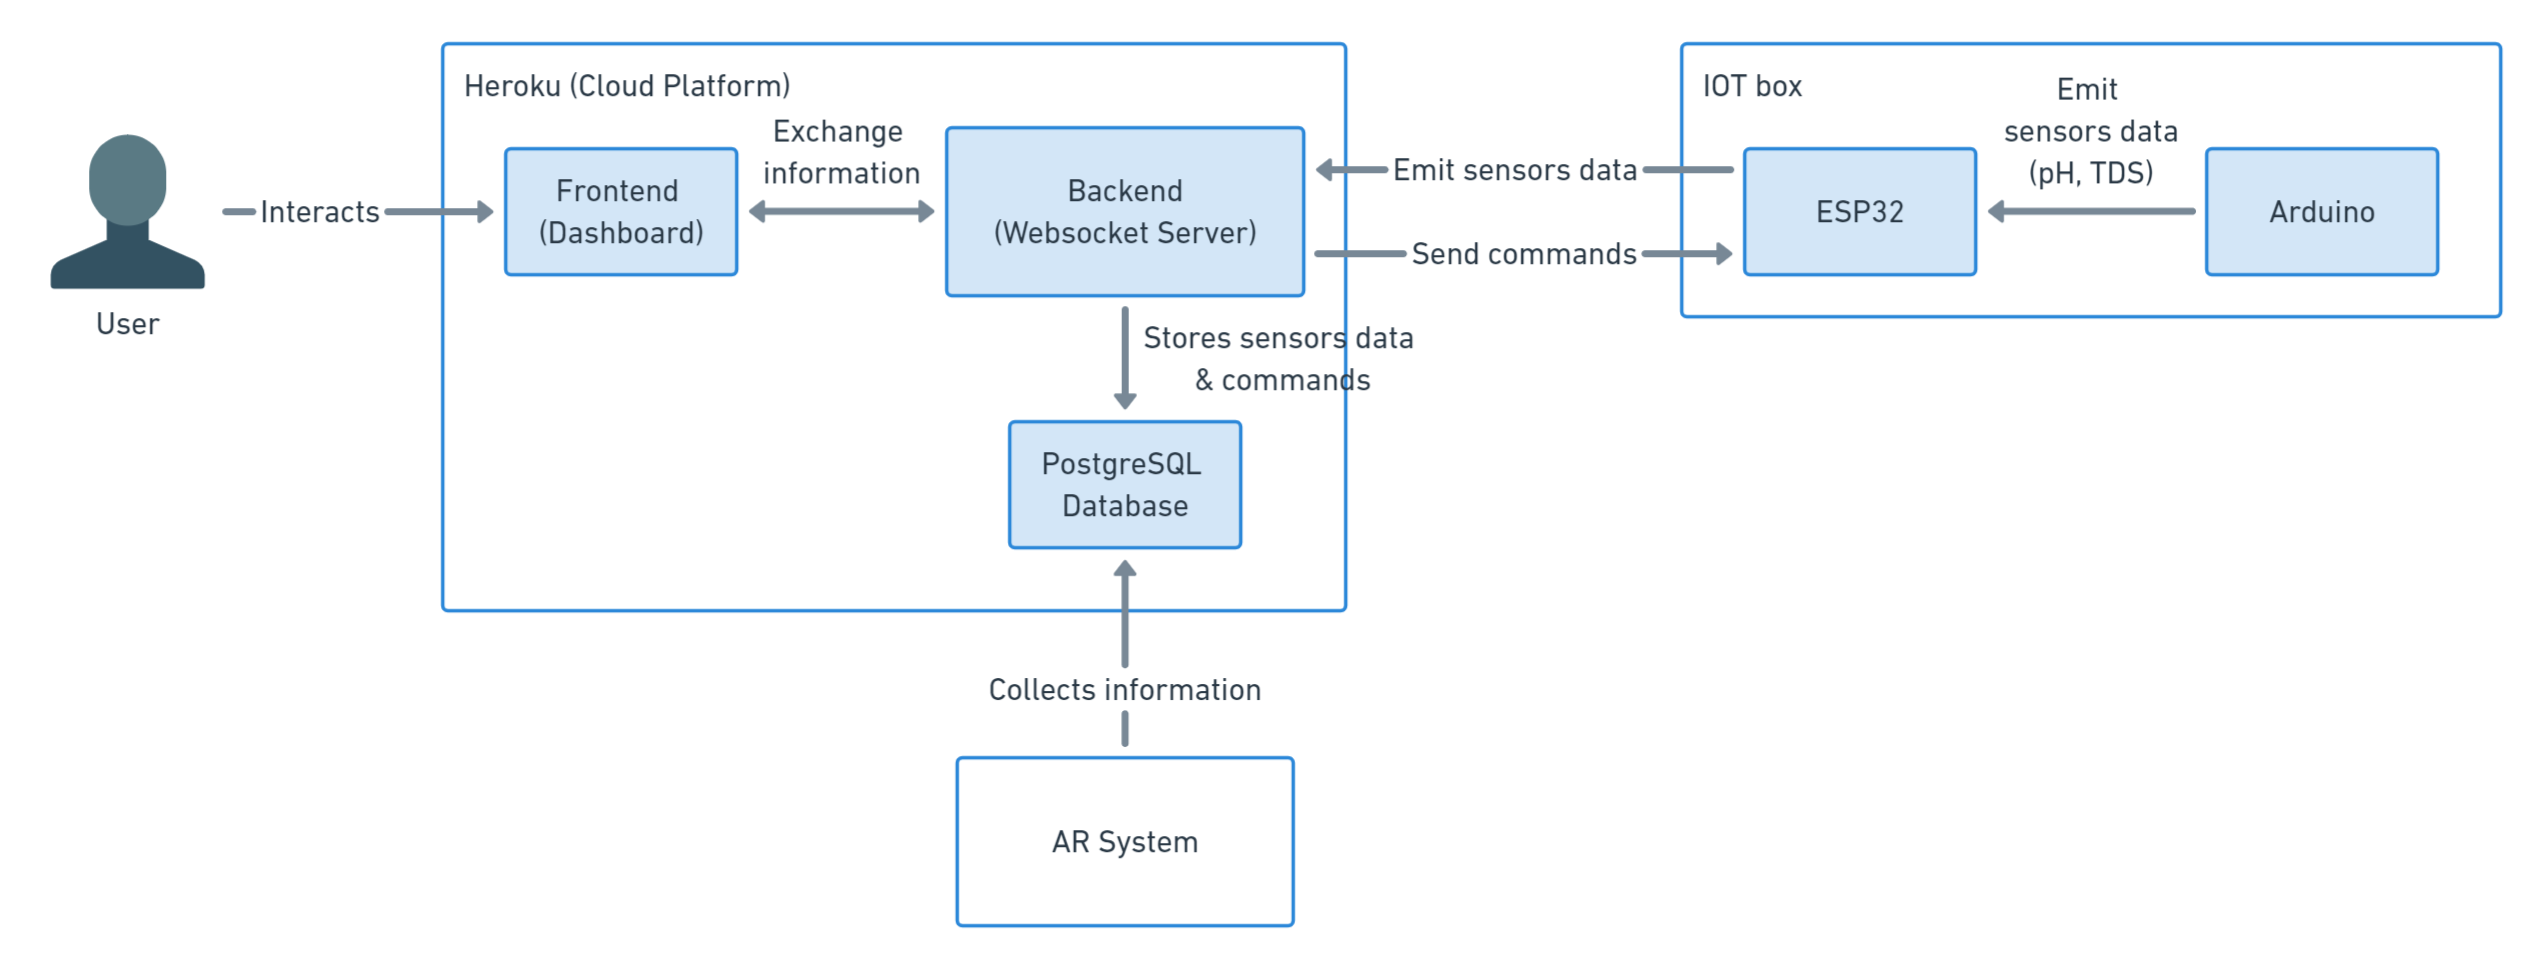 Heroku (Cloud Platform)
IOT box
Emit
sensors data
(pH, TDS)
Exchange
information
Interacts
Frontend
(Dashboard)
Backend
(Websocket Server)
Emit sensors data
Send commands
ESP32
Arduino
User
Stores sensors data
& commands
PostgreSQL
Database
Collects information
AR System